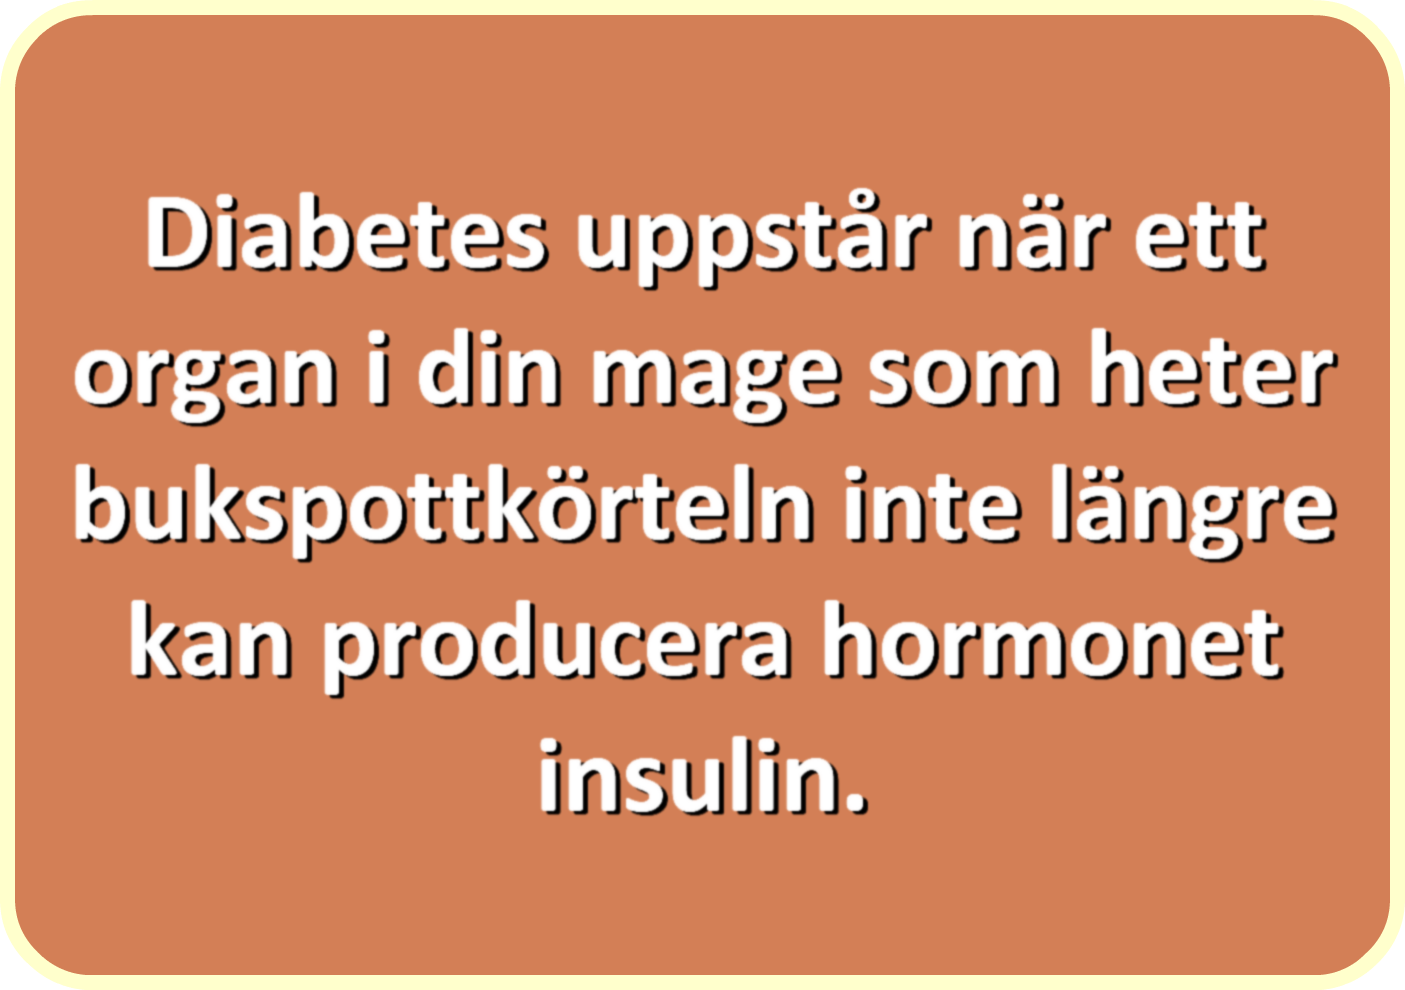 Diabetes uppstår när ett
organ i din mage som heter
bukspottkörteln inte längre
kan producera hormonet
insulin.